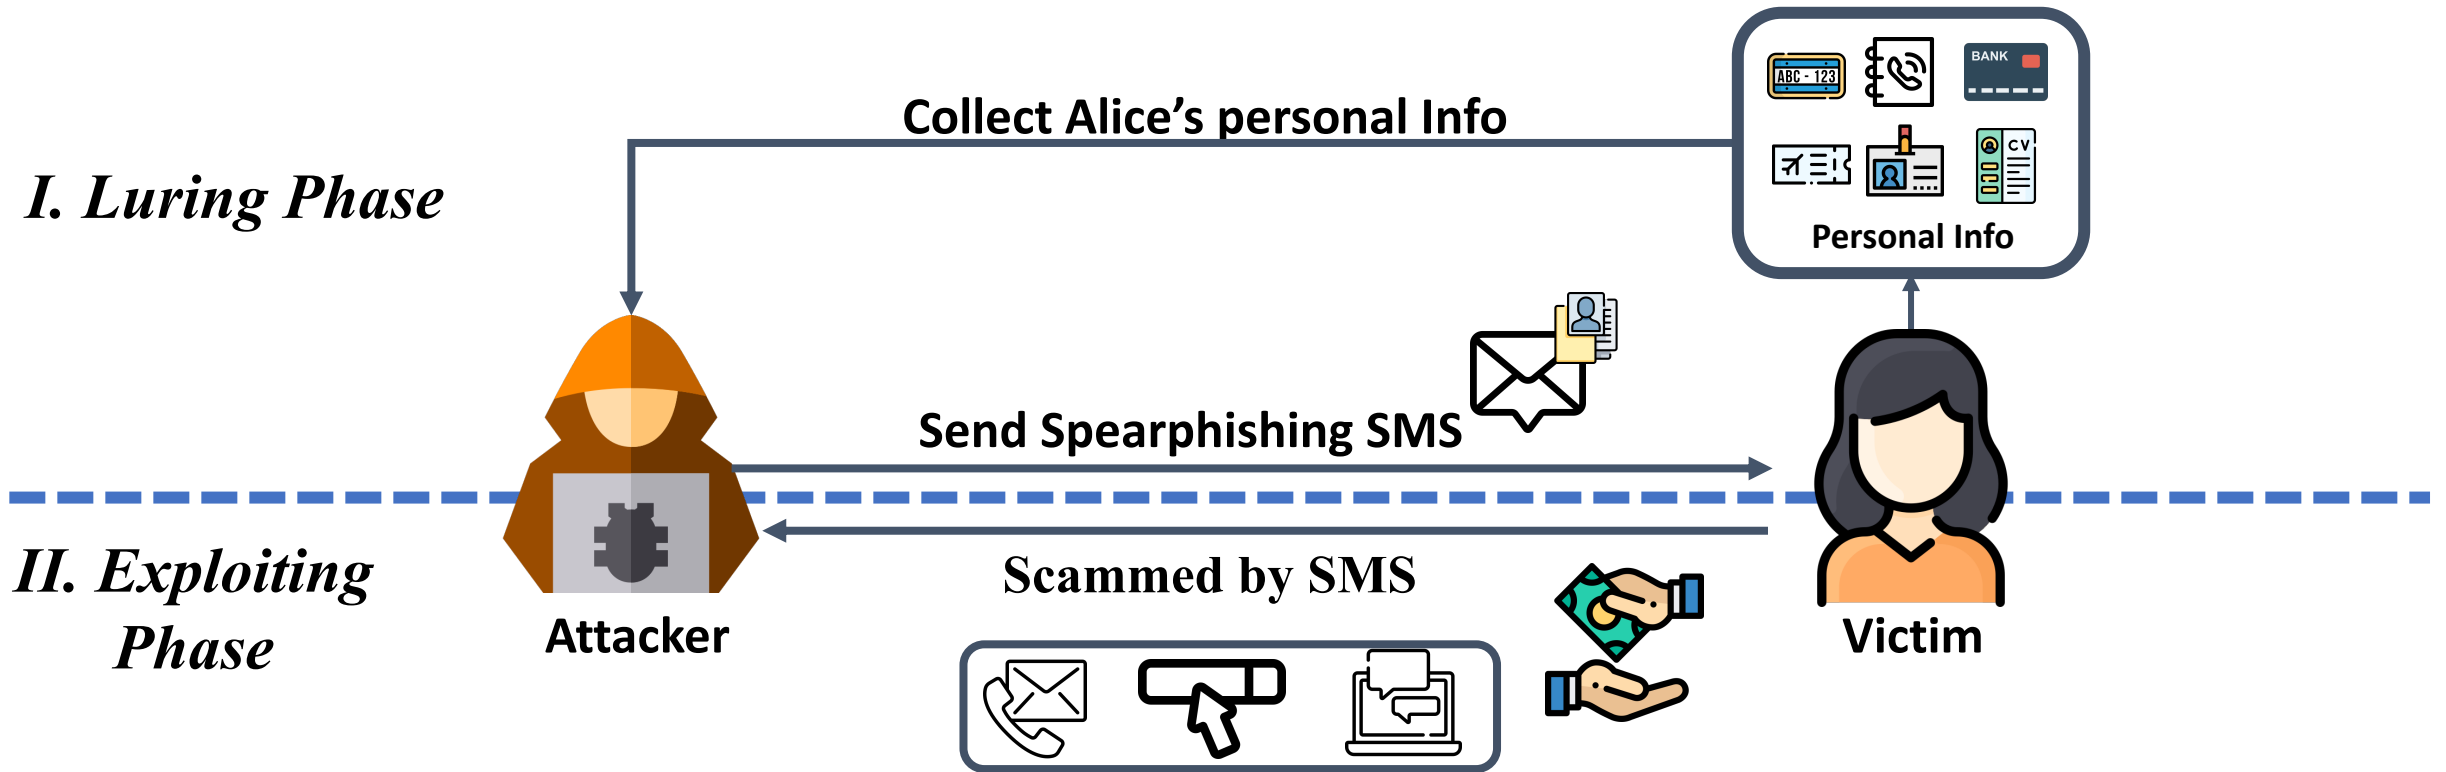 BANK
ABC - 123
CV
Personal Info
Collect Alice's personal Info
I. Luring Phase
Send Spearphishing SMS
II. Exploiting
Phase
Scammed by SMS
Attacker
Victim